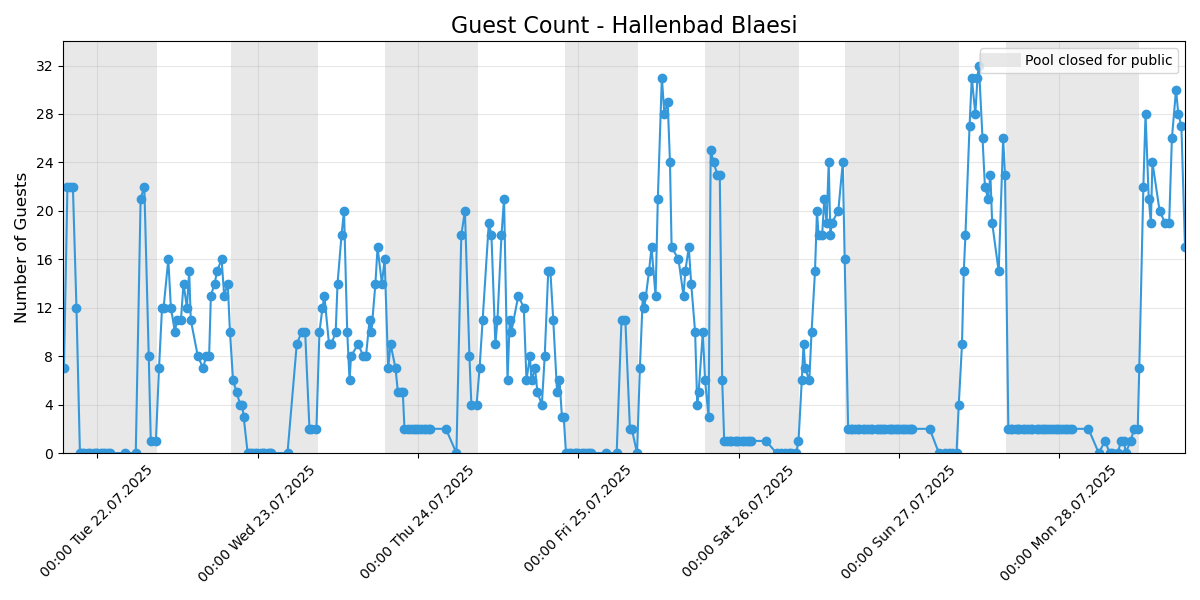 Guest Count - Hallenbad Blaesi
Pool closed for public
Number of Guests
32
28
24
20
16
12
8
4
0
00:00 Tue 22.07.2025
00:00 Wed 23.07.2025
00:00 Thu 24.07.2025
00:00 Fri 25.07.2025
00:00 Sat 26.07.2025
00:00 Sun 27.07.2025
00:00 Mon 28.07.2025